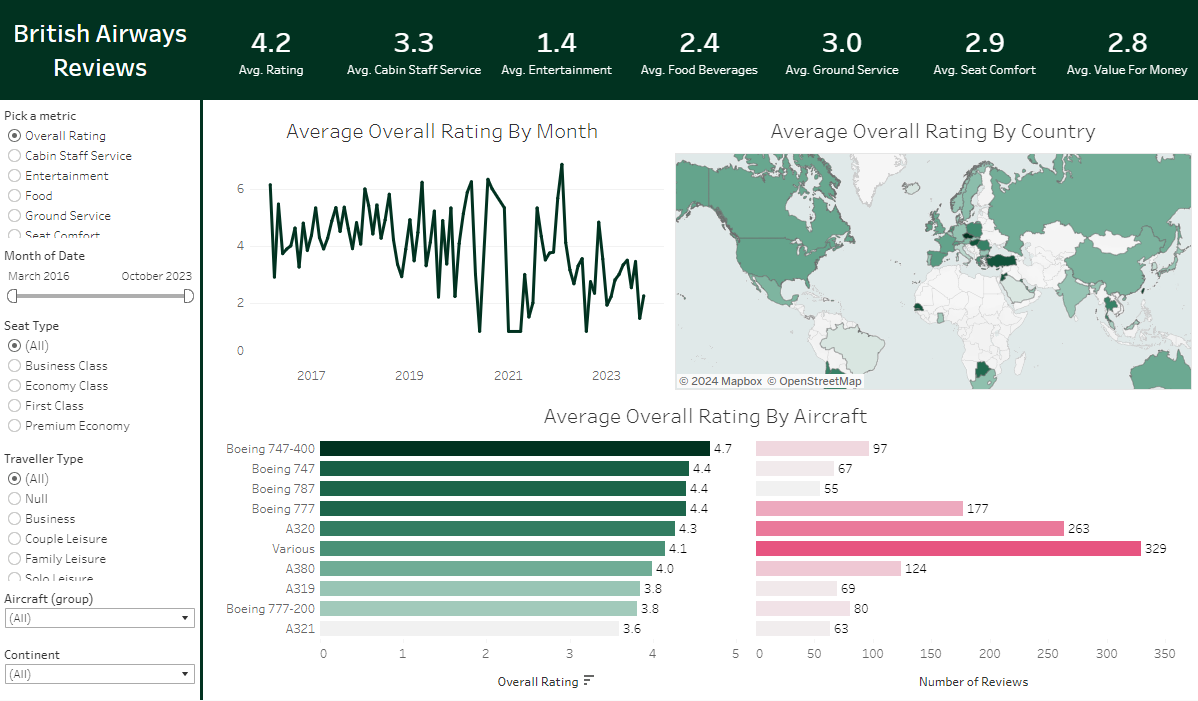 British Airways
Reviews
4.2
Avg. Rating
3.3
Avg. Cabin Staff Service
1.4
Avg. Entertainment
2.4
Avg. Food Beverages
3.0
Avg. Ground Service
2.9
Avg. Seat Comfort
2.8
Avg. Value For Money
Pick a metric
Overall Rating
Cabin Staff Service
Entertainment
Food
Ground Service
Seat Comfort
Month of Date
March 2016 October 2023
Seat Type
(All)
Business Class
Economy Class
First Class
Premium Economy
Traveller Type
(All)
Null
Business
Couple Leisure
Family Leisure
Solo Leisure
Aircraft (group)
(All)
Continent
(All)
Average Overall Rating By Month
6
4
2
0
2017 2019 2021 2023
Average Overall Rating By Country
© 2024 Mapbox © OpenStreetMap
Average Overall Rating By Aircraft
Boeing 747-400 4.7 97
Boeing 747 4.4 67
Boeing 787 4.4 55
Boeing 777 4.4 177
A320 4.3 263
Various 4.1 329
A380 4.0 124
A319 3.8 69
Boeing 777-200 3.8 80
A321 3.6 63
0 1 2 3 4 5 0 50 100 150 200 250 300 350
Overall Rating Number of Reviews